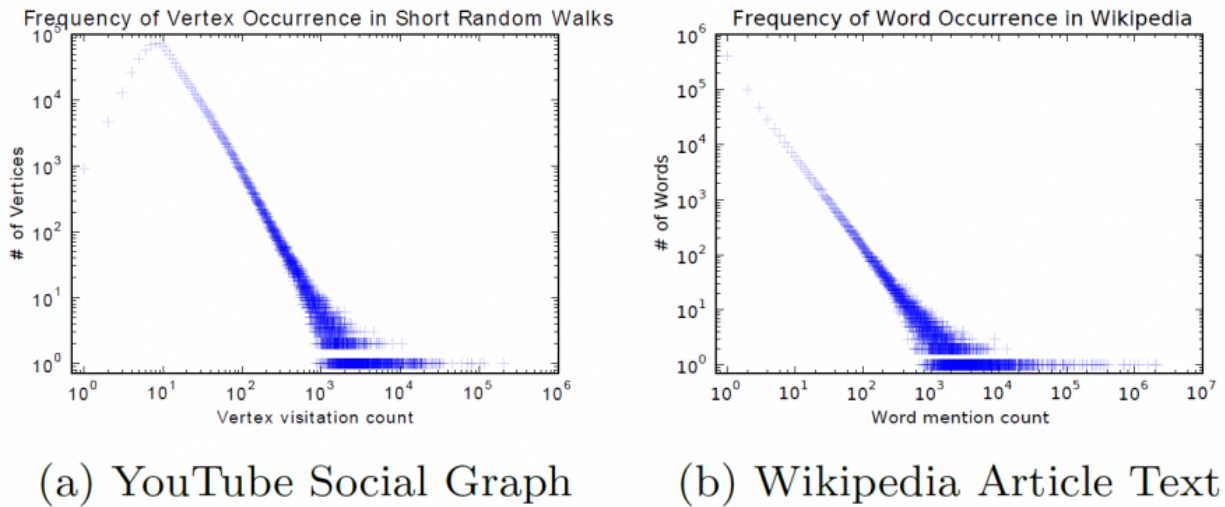 Frequency of Vertex Occurrence in Short Random Walks
10^5
10^4
10^3
10^2
10^1
10^0
# of Vertices
10^0 10^1 10^2 10^3 10^4 10^5 10^6
Vertex visitation count
(a) YouTube Social Graph
Frequency of Word Occurrence in Wikipedia
10^6
10^5
10^4
10^3
10^2
10^1
10^0
# of Words
10^0 10^1 10^2 10^3 10^4 10^5 10^6 10^7
Word mention count
(b) Wikipedia Article Text